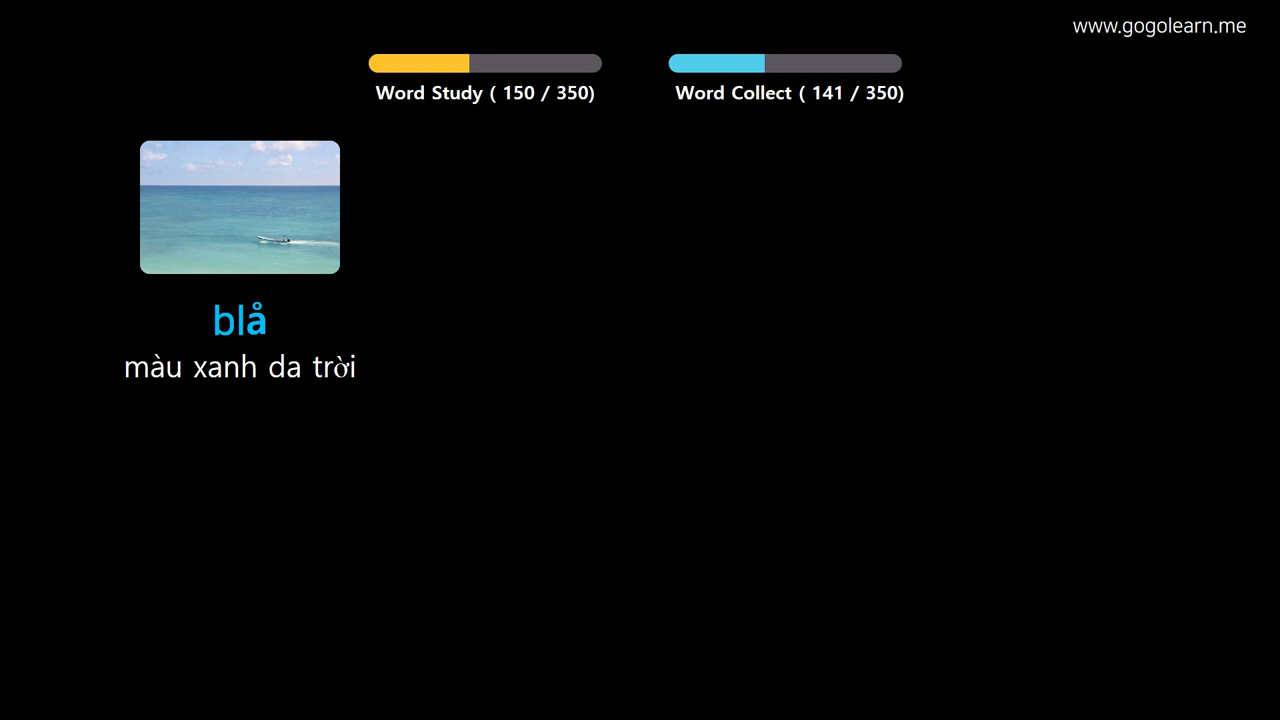 www.gogolearn.me
Word Study ( 150 / 350)
Word Collect ( 141 / 350)
blå
màu xanh da trời